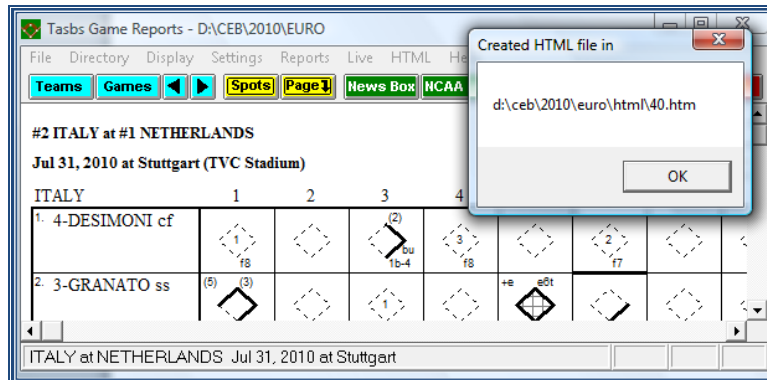 Tasbs Game Reports - D:\CEB\2010\EURO
File Directory Display Settings Reports Live HTML He
Teams Games Spots Page News Box NCAA
Created HTML file in
d:\ceb\2010\euro\html\40.htm
OK
#2 ITALY at #1 NETHERLANDS
Jul 31, 2010 at Stuttgart (TVC Stadium)
ITALY 1 2 3 4
1. 4-DESIMONI cf
(2)
1 3 2
bu
f8 1b-4 f8 f7
2. 3-GRANATO ss
(5) (3) +e e6t
1
ITALY at NETHERLANDS Jul 31, 2010 at Stuttgart